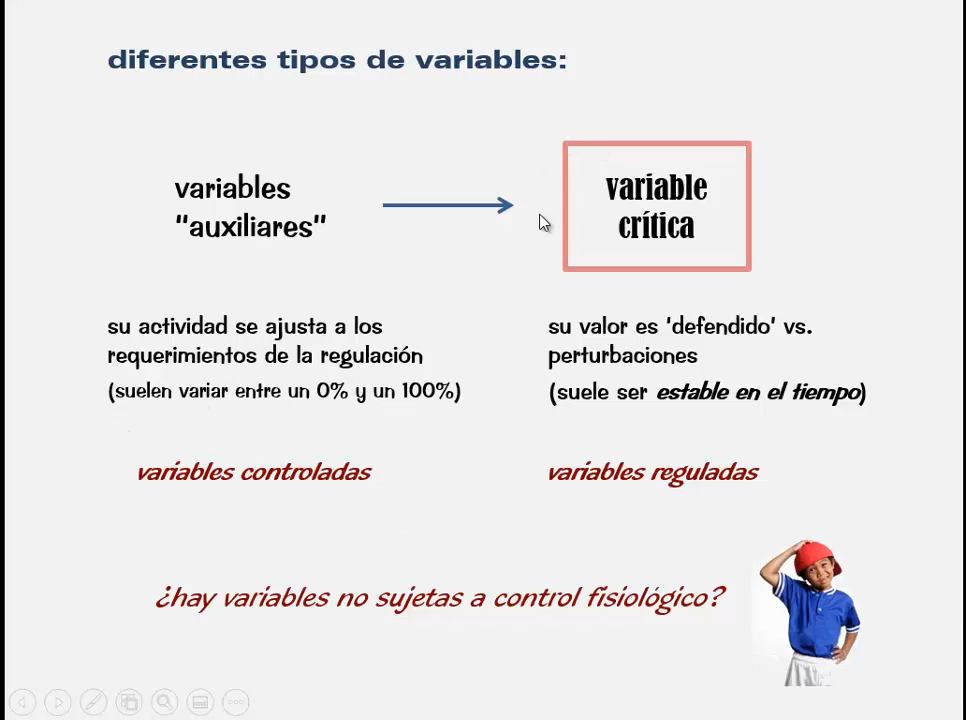 diferentes tipos de variables:
variables
"auxiliares"
variable
crítica
su actividad se ajusta a los
requerimientos de la regulación
(suelen variar entre un 0% y un 100%)
su valor es 'defendido' vs.
perturbaciones
(suele ser estable en el tiempo)
variables controladas
variables reguladas
¿hay variables no sujetas a control fisiológico?